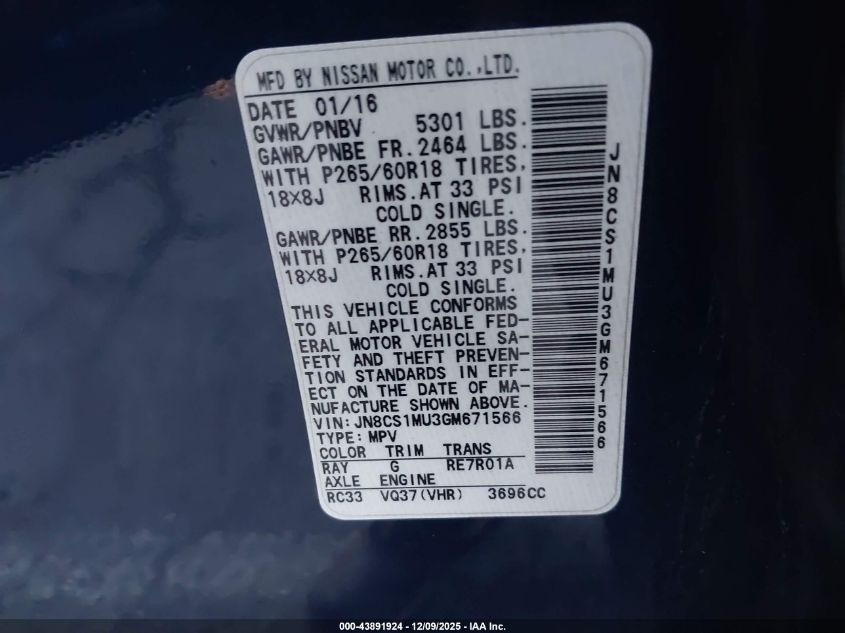 MFD BY NISSAN MOTOR CO.,LTD.
DATE 01/16
GVWR/PNBV 5301 LBS.
GAWR/PNBE FR. 2464 LBS.
WITH P265/60R18 TIRES,
18X8J RIMS. AT 33 PSI
COLD SINGLE.
GAWR/PNBE RR. 2855 LBS.
WITH P265/60R18 TIRES,
18X8J RIMS. AT 33 PSI
COLD SINGLE.
THIS VEHICLE CONFORMS
TO ALL APPLICABLE FED-
ERAL MOTOR VEHICLE SA-
FETY AND THEFT PREVEN-
TION STANDARDS IN EFF-
ECT ON THE DATE OF MA-
NUFACTURE SHOWN ABOVE.
VIN: JN8CS1MU3GM671566
TYPE: MPV
COLOR TRIM TRANS
RAY G RE7R01A
AXLE ENGINE
RC33 VQ37(VHR) 3696CC
JN8CS1MU3GM671566
000-43891924 - 12/09/2025 - IAA Inc.